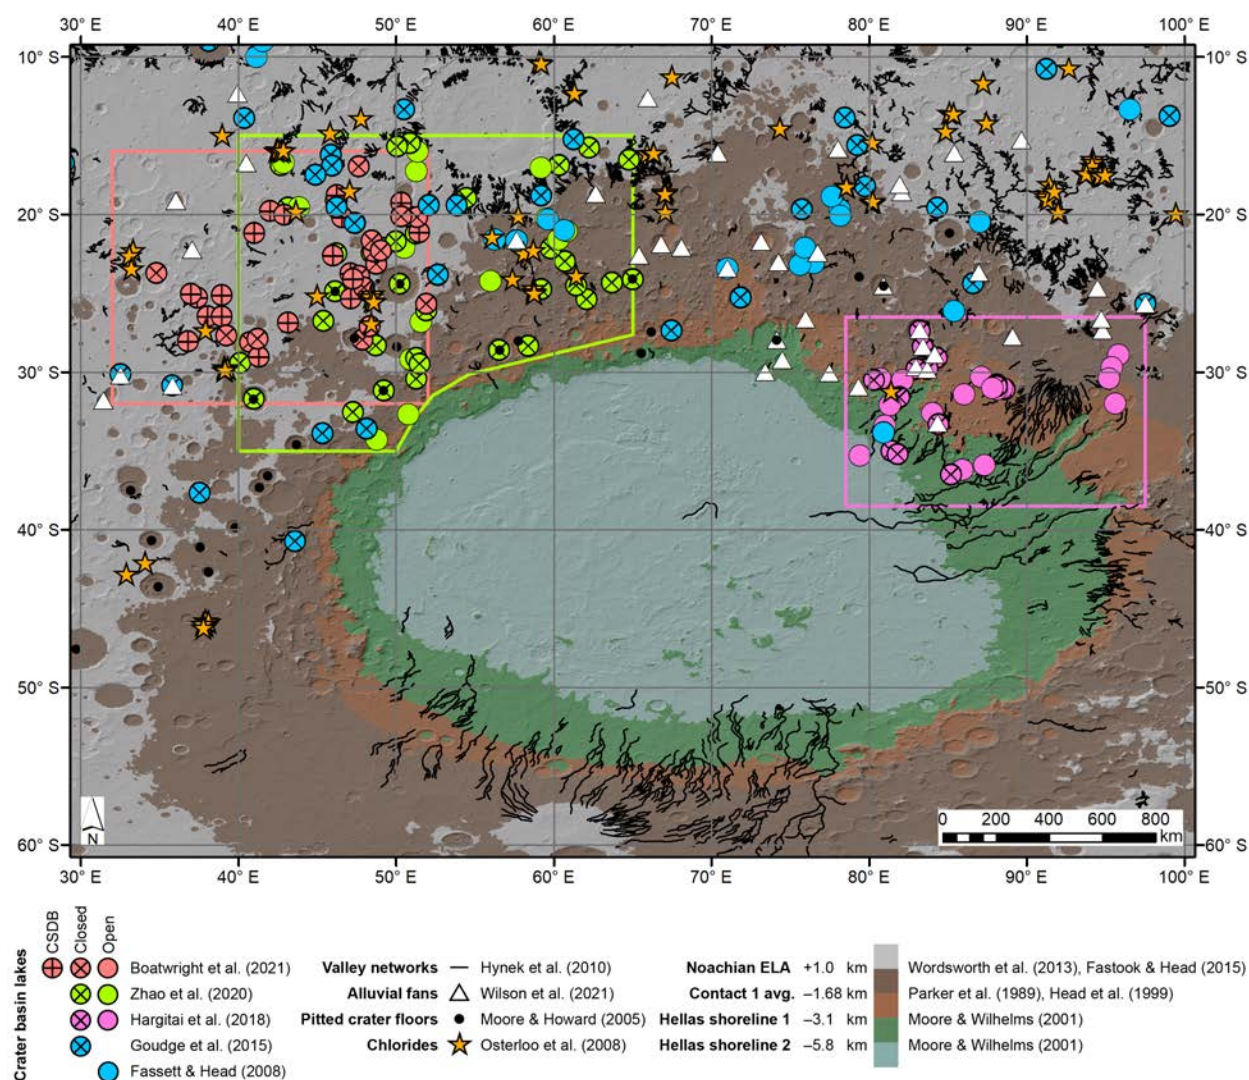 30° E 40° E 50° E 60° E 70° E 80° E 90° E 100° E
10° S 10° S
20° S 20° S
30° S 30° S
40° S 40° S
50° S 50° S
60° S 60° S
N
0 200 400 600 800
km
30° E 40° E 50° E 60° E 70° E 80° E 90° E 100° E
Crater basin lakes
CSDB
Closed
Open
Boatwright et al. (2021)
Zhao et al. (2020)
Hargitai et al. (2018)
Goudge et al. (2015)
Fassett & Head (2008)
Valley networks Hynek et al. (2010)
Alluvial fans Wilson et al. (2021)
Pitted crater floors Moore & Howard (2005)
Chlorides Osterloo et al. (2008)
Noachian ELA +1.0 km Wordsworth et al. (2013), Fastook & Head (2015)
Contact 1 avg. –1.68 km Parker et al. (1989), Head et al. (1999)
Hellas shoreline 1 –3.1 km Moore & Wilhelms (2001)
Hellas shoreline 2 –5.8 km Moore & Wilhelms (2001)